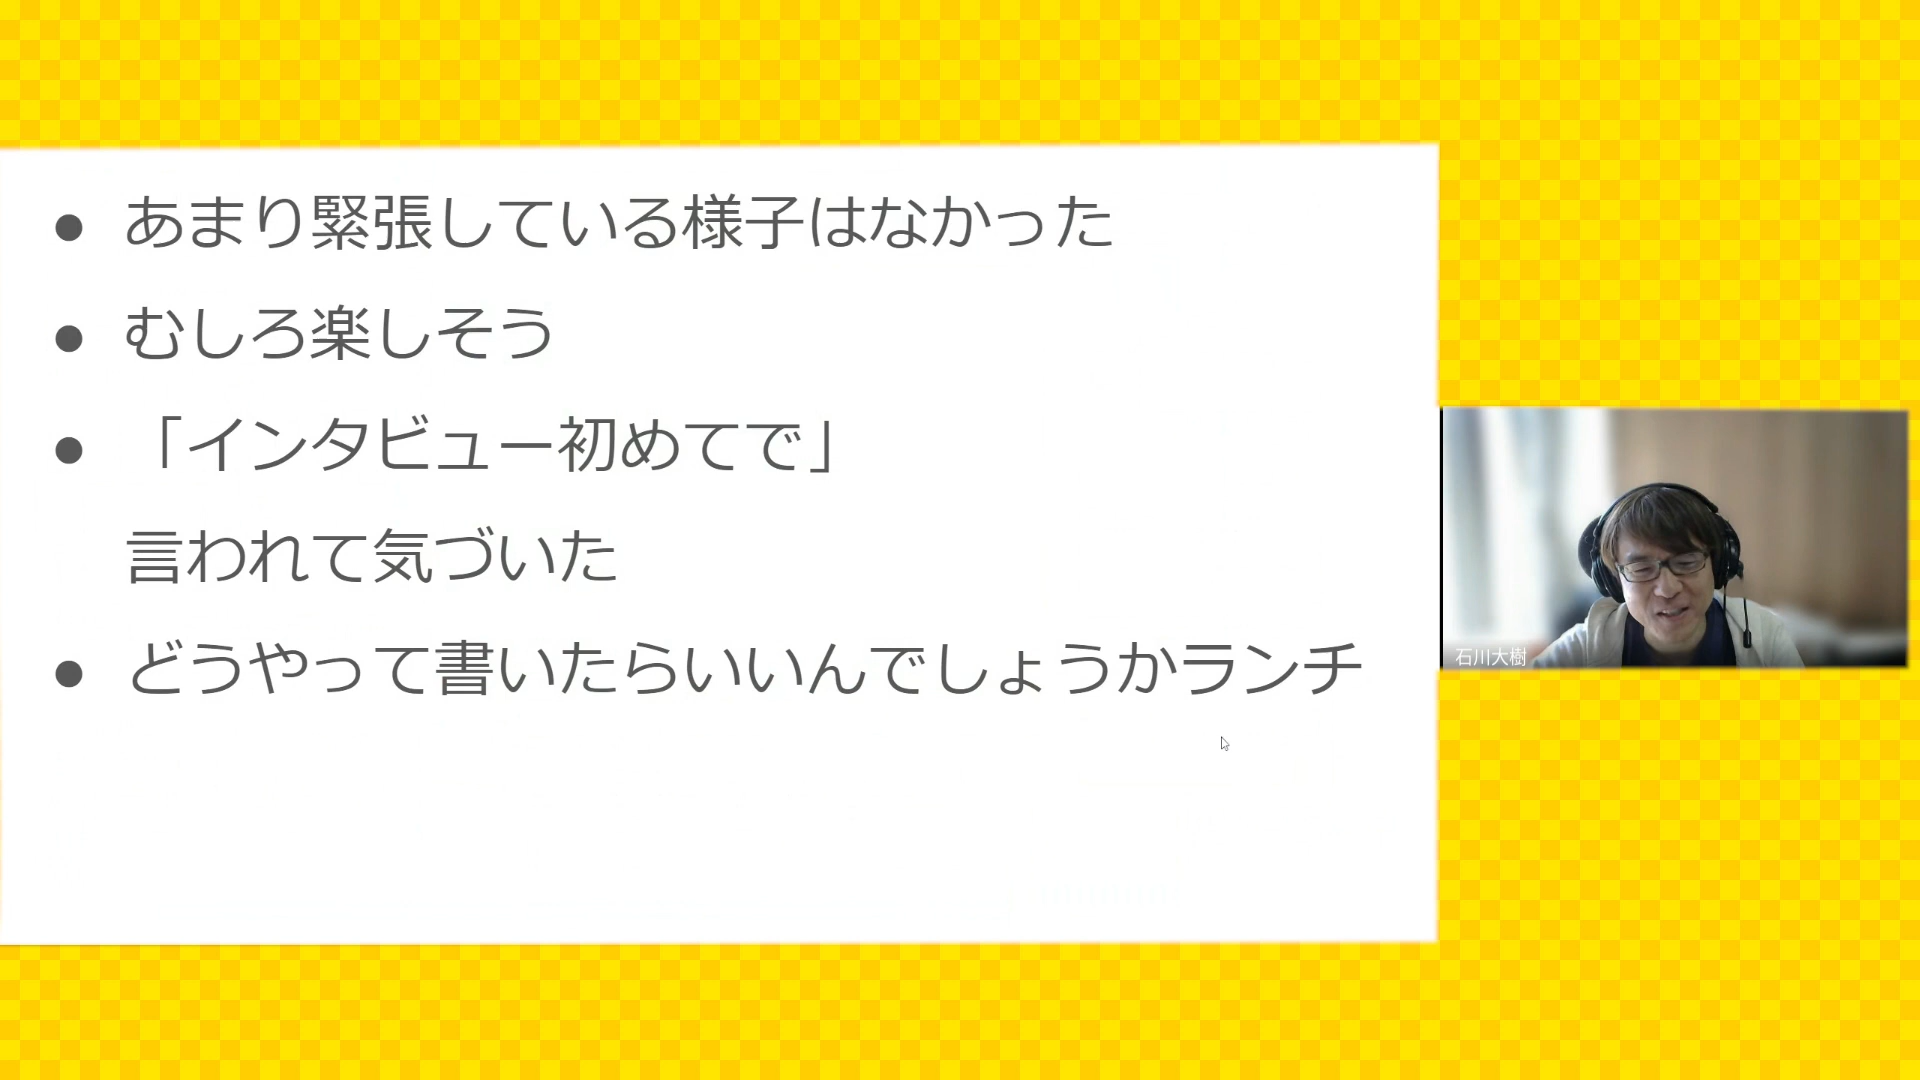 ● あまり緊張している様子はなかった
● むしろ楽しそう
● 「インタビュー初めてで」
言われて気づいた
● どうやって書いたらいいんでしょうかランチ
石川大樹